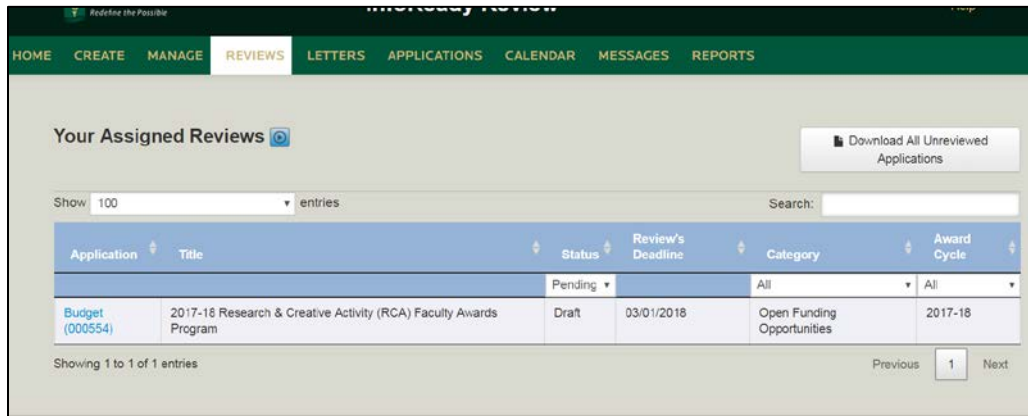 Redefine the Possible
InfoReady Review
HOME CREATE MANAGE REVIEWS LETTERS APPLICATIONS CALENDAR MESSAGES REPORTS
Your Assigned Reviews
Download All Unreviewed
Applications
Show 100 entries
Search:
Application Title Status Review's Deadline Category Award Cycle
Pending All All
Budget (000554) 2017-18 Research & Creative Activity (RCA) Faculty Awards Program Draft 03/01/2018 Open Funding Opportunities 2017-18
Showing 1 to 1 of 1 entries
Previous 1 Next